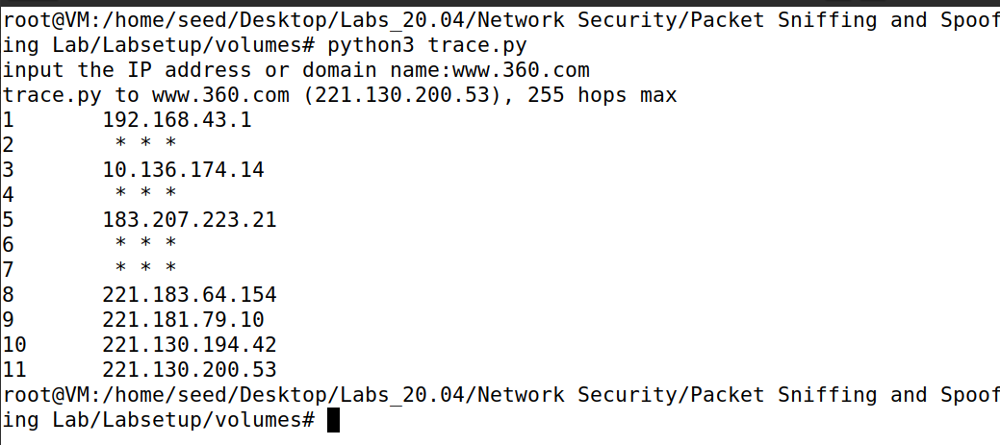 root@VM:/home/seed/Desktop/Labs_20.04/Network Security/Packet Sniffing and Spoof
ing Lab/Labsetup/volumes# python3 trace.py
input the IP address or domain name:www.360.com
trace.py to www.360.com (221.130.200.53), 255 hops max
1 192.168.43.1
2 * * *
3 10.136.174.14
4 * * *
5 183.207.223.21
6 * * *
7 * * *
8 221.183.64.154
9 221.181.79.10
10 221.130.194.42
11 221.130.200.53
root@VM:/home/seed/Desktop/Labs_20.04/Network Security/Packet Sniffing and Spoof
ing Lab/Labsetup/volumes#